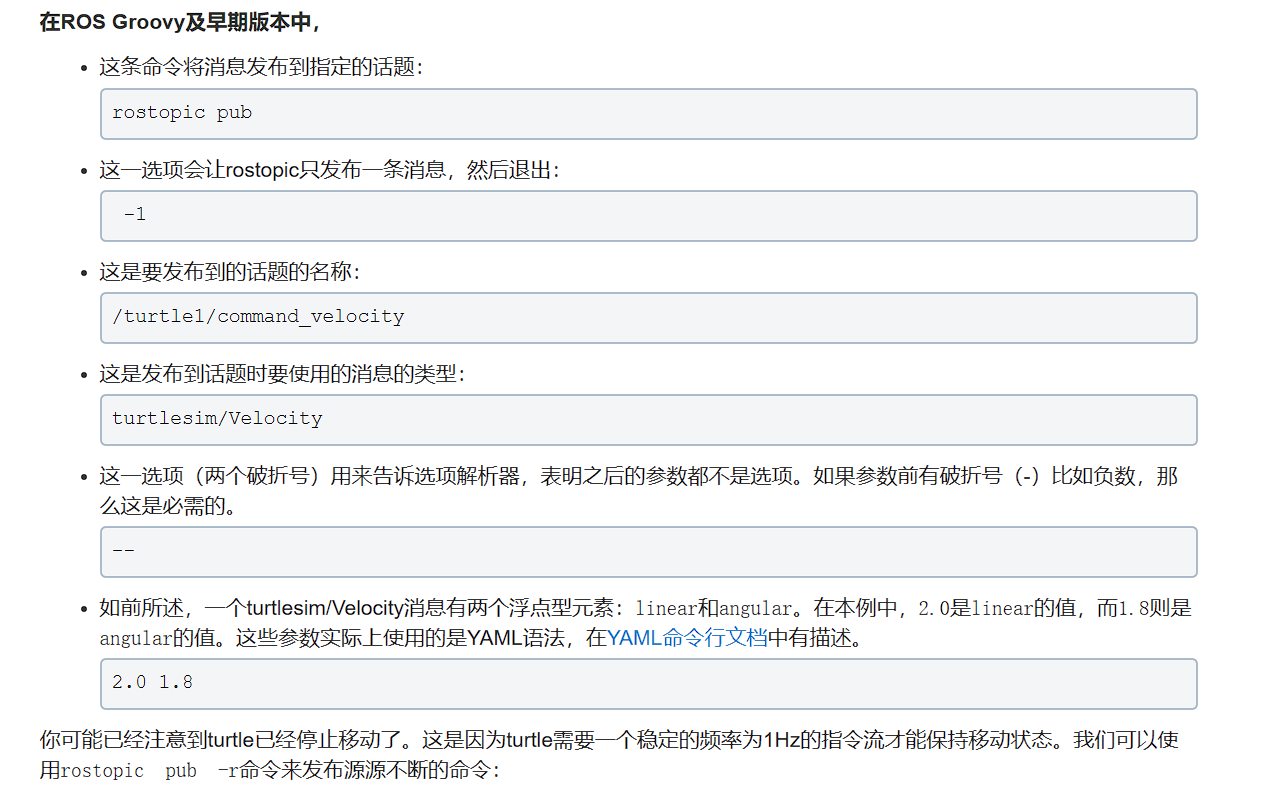 在ROS Groovy及早期版本中，
• 这条命令将消息发布到指定的话题：
rostopic pub
• 这一选项会让rostopic只发布一条消息，然后退出：
-1
• 这是要发布到的话题的名称：
/turtle1/command_velocity
• 这是发布到话题时要使用的消息的类型：
turtlesim/Velocity
• 这一选项（两个破折号）用来告诉选项解析器，表明之后的参数都不是选项。如果参数前有破折号（-）比如负数，那
么这是必需的。
--
• 如前所述，一个turtlesim/Velocity消息有两个浮点型元素：linear和angular。在本例中，2.0是linear的值，而1.8则是
angular的值。这些参数实际上使用的是YAML语法，在YAML命令行文档中有描述。
2.0 1.8
你可能已经注意到turtle已经停止移动了。这是因为turtle需要一个稳定的频率为1Hz的指令流才能保持移动状态。我们可以使
用rostopic pub -r命令来发布源源不断的命令：